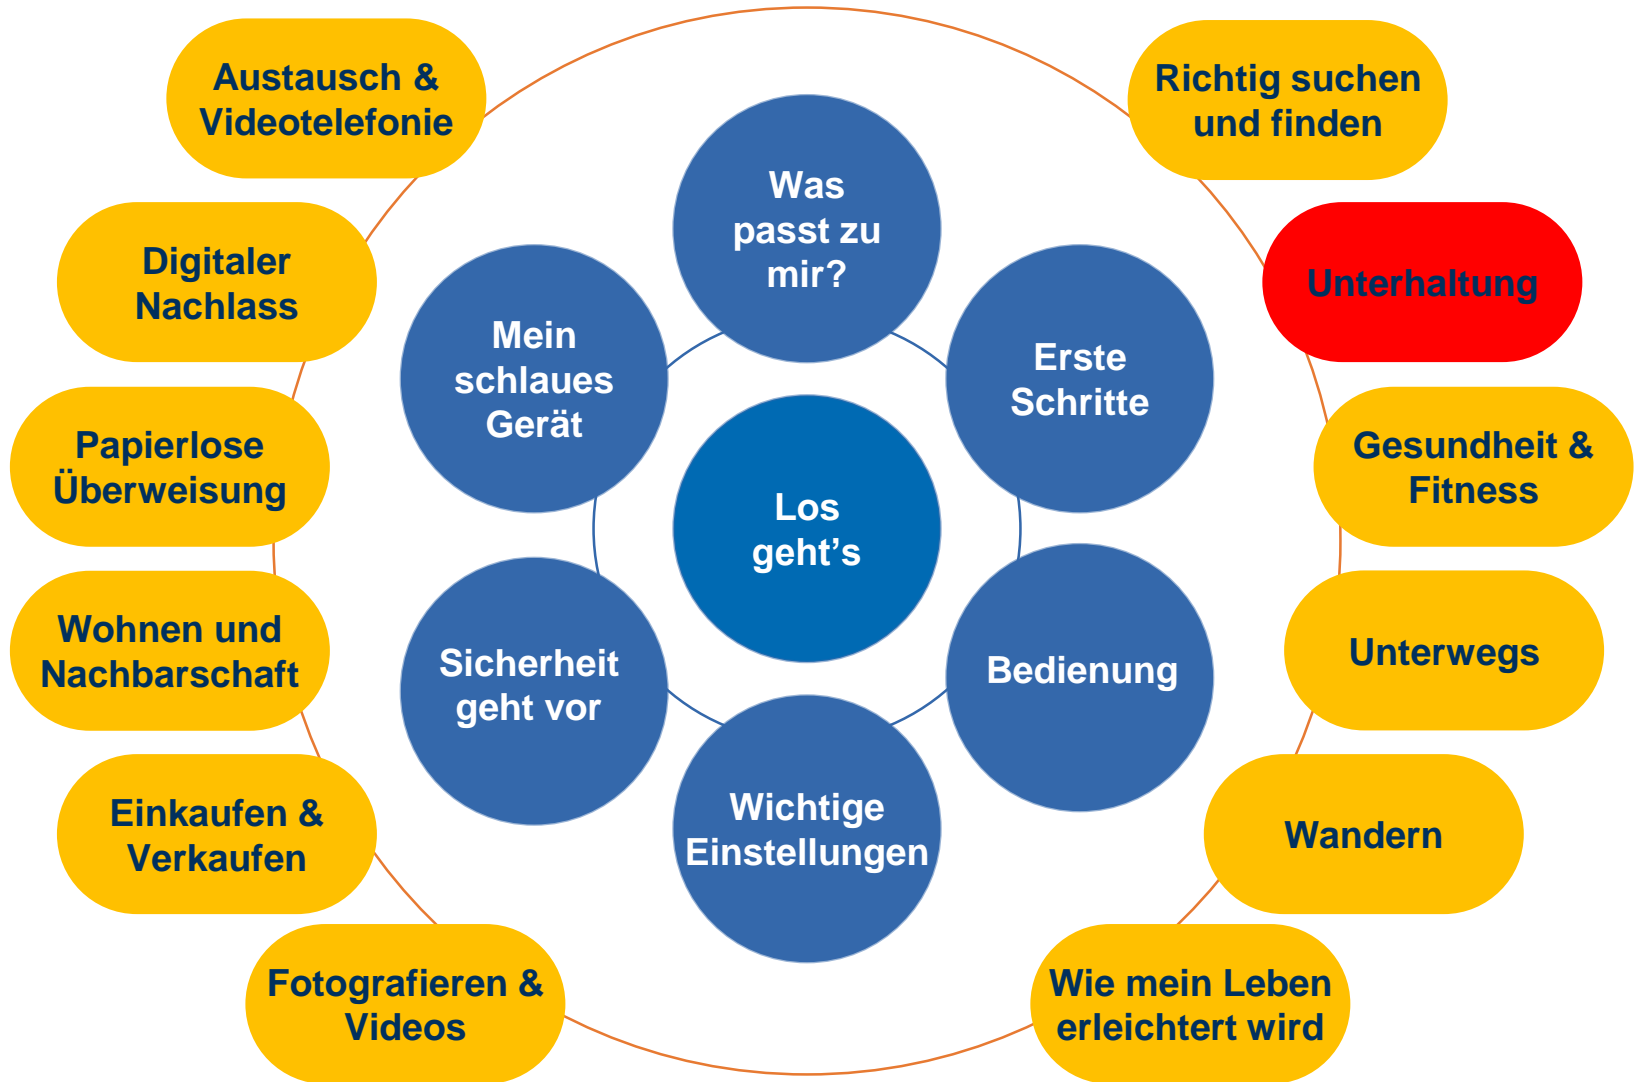 Austausch &
Videotelefonie
Richtig suchen
und finden
Was
passt zu
mir?
Digitaler
Nachlass
Unterhaltung
Mein
schlaues
Gerät
Erste
Schritte
Papierlose
Überweisung
Gesundheit &
Fitness
Los
geht’s
Wohnen und
Nachbarschaft
Sicherheit
geht vor
Bedienung
Unterwegs
Einkaufen &
Verkaufen
Wichtige
Einstellungen
Wandern
Fotografieren &
Videos
Wie mein Leben
erleichtert wird